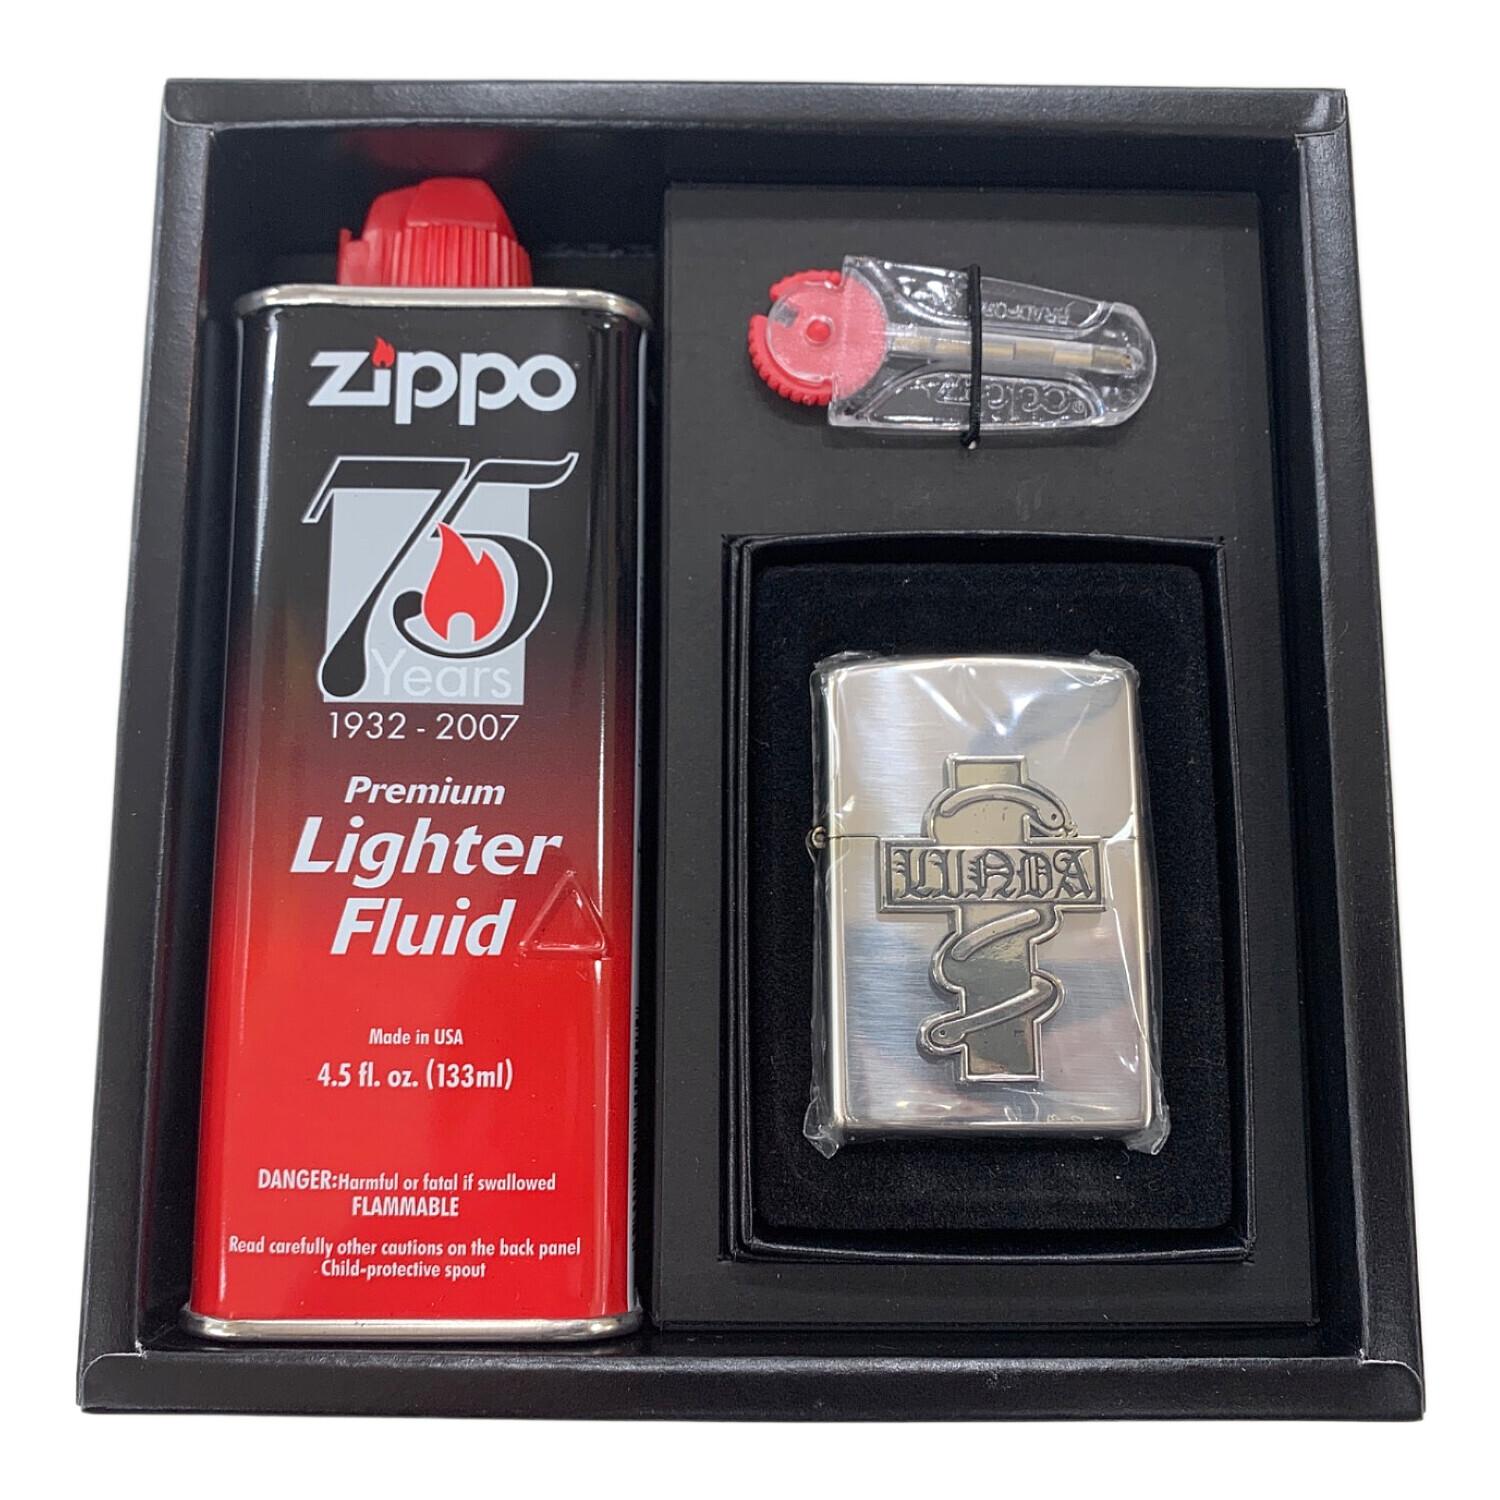 zippo
75
Years
1932 - 2007
Premium
Lighter
Fluid
Made in USA
4.5 fl. oz. (133ml)
DANGER:Harmful or fatal if swallowed
FLAMMABLE
Read carefully other cautions on the back panel
Child-protective spout
LUNDA